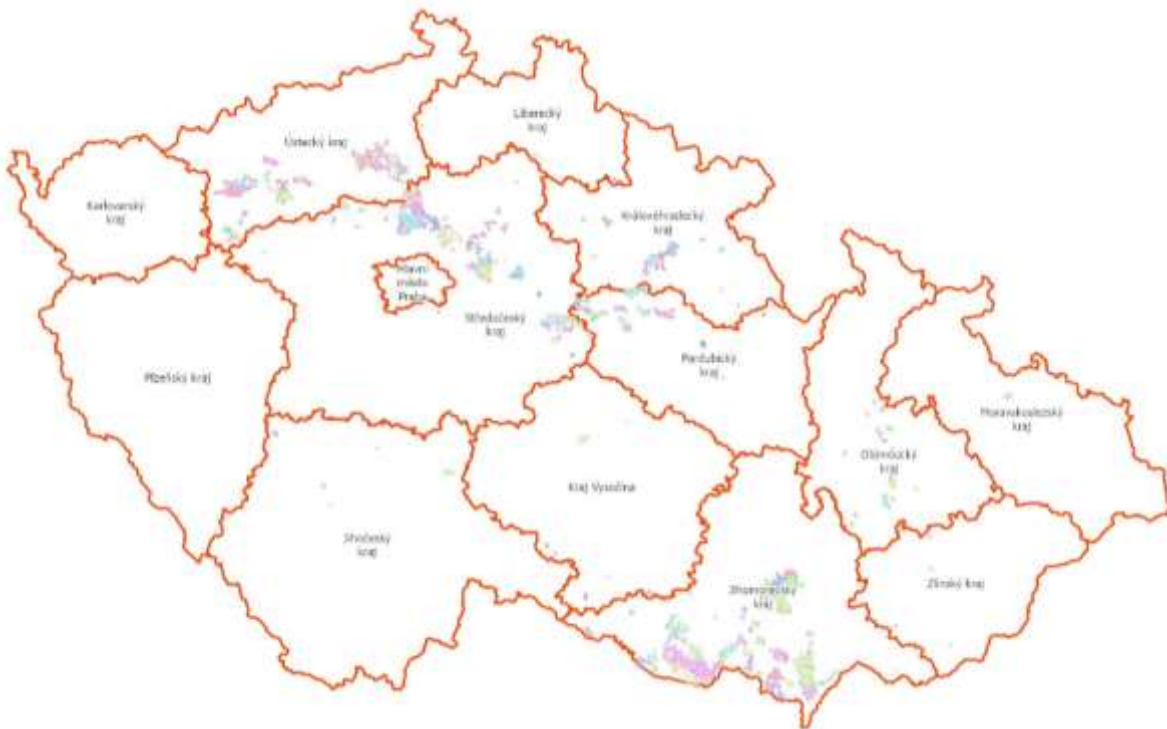 Liberecký
kraj
Ústecký kraj
Karlovarský
kraj
Královéhradecký
kraj
Hlavní
město
Praha
Středočeský
kraj
Pardubický
kraj
Plzeňský kraj
Moravskoslezský
kraj
Olomoucký
kraj
Kraj Vysočina
Jihočeský
kraj
Jihomoravský
kraj
Zlínský kraj